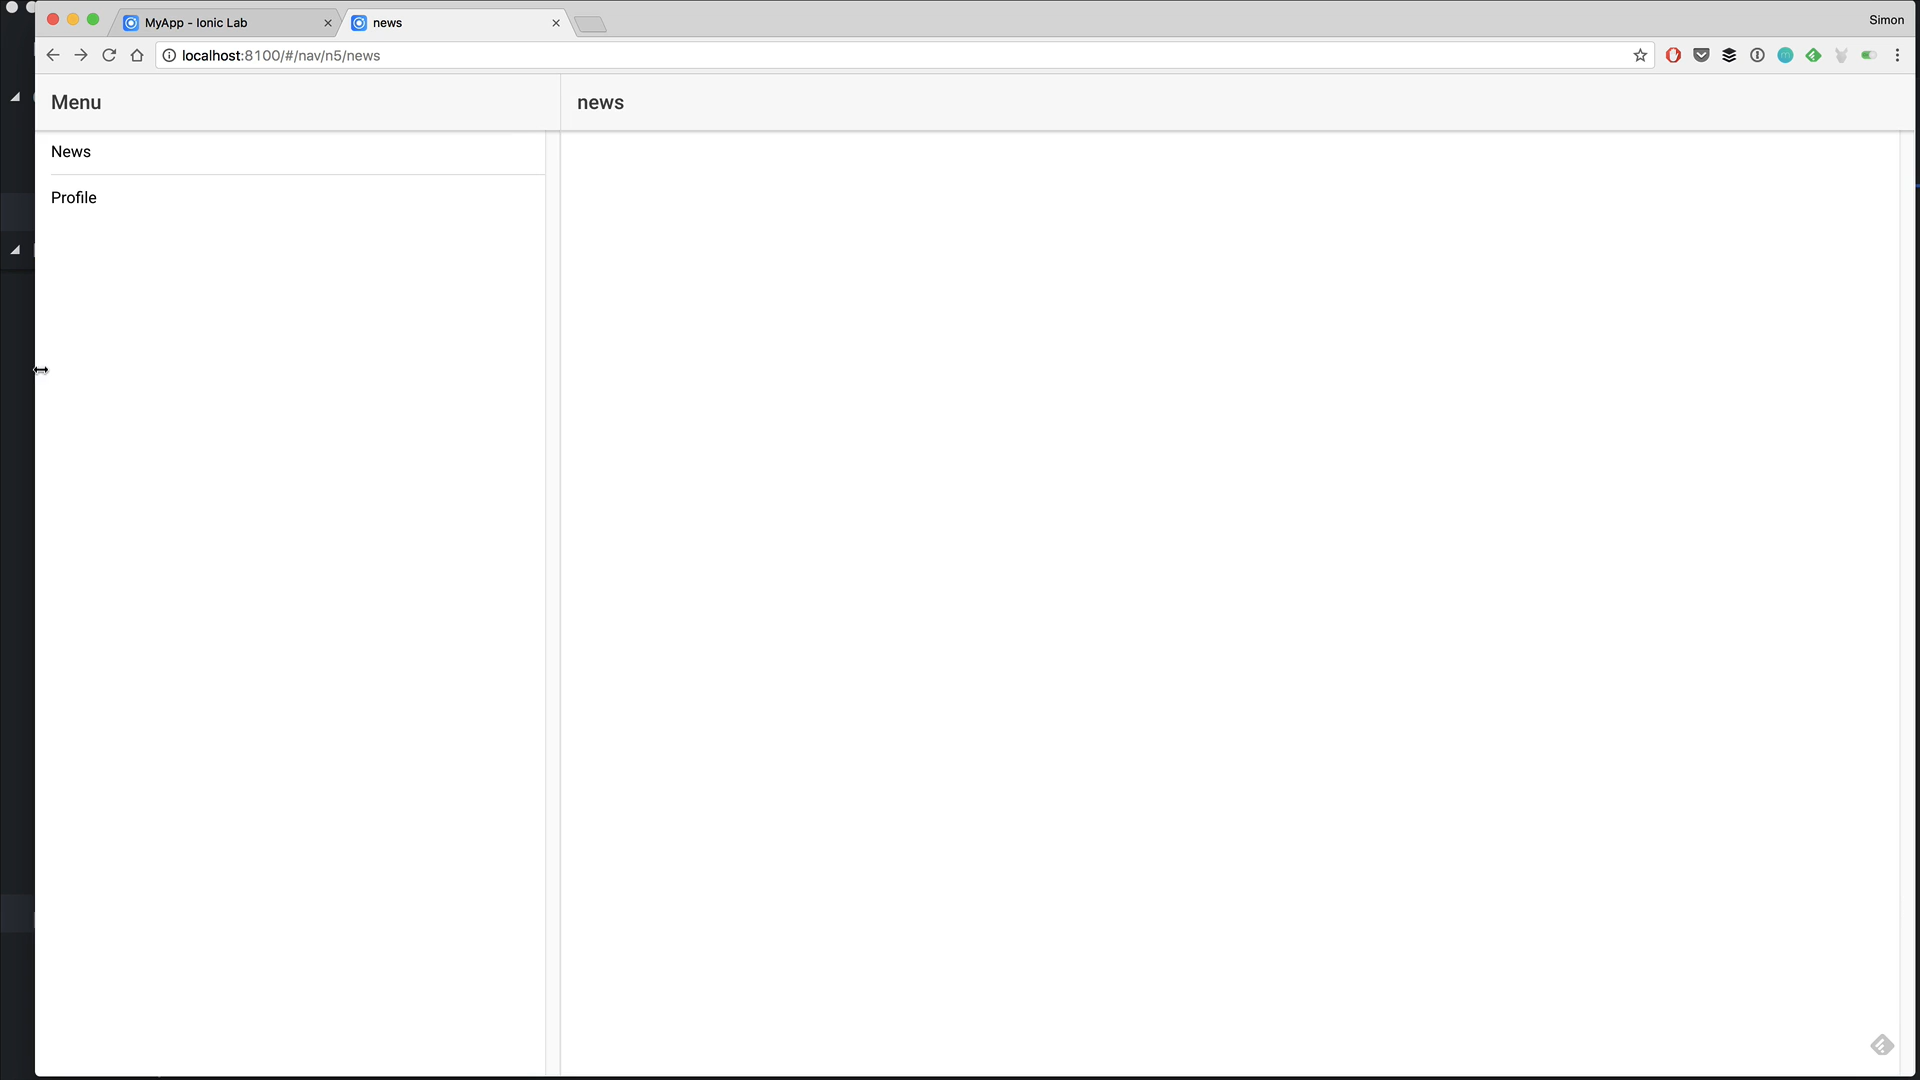 MyApp - Ionic Lab
news
Simon
localhost:8100/#/nav/n5/news
Menu
news
News
Profile